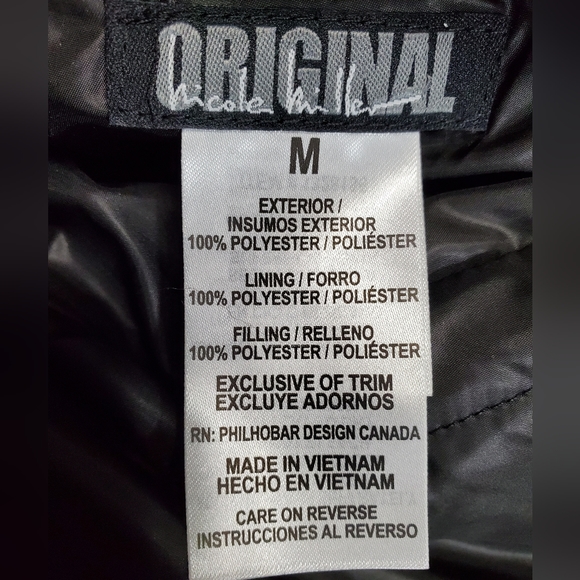 ORIGINAL
Nicole Miller
M
EXTERIOR /
INSUMOS EXTERIOR
100% POLYESTER / POLIÉSTER
LINING / FORRO
100% POLYESTER / POLIÉSTER
FILLING / RELLENO
100% POLYESTER / POLIÉSTER
EXCLUSIVE OF TRIM
EXCLUYE ADORNOS
RN: PHILHOBAR DESIGN CANADA
MADE IN VIETNAM
HECHO EN VIETNAM
CARE ON REVERSE
INSTRUCCIONES AL REVERSO